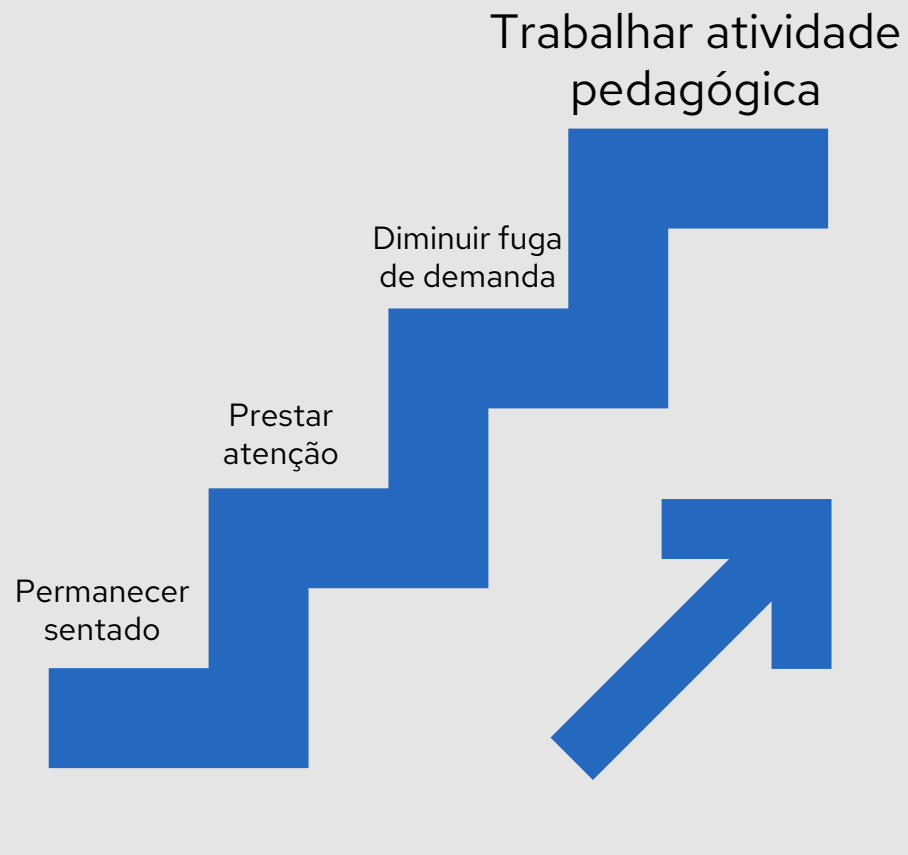 Trabalhar atividade
pedagógica
Diminuir fuga
de demanda
Prestar
atenção
Permanecer
sentado